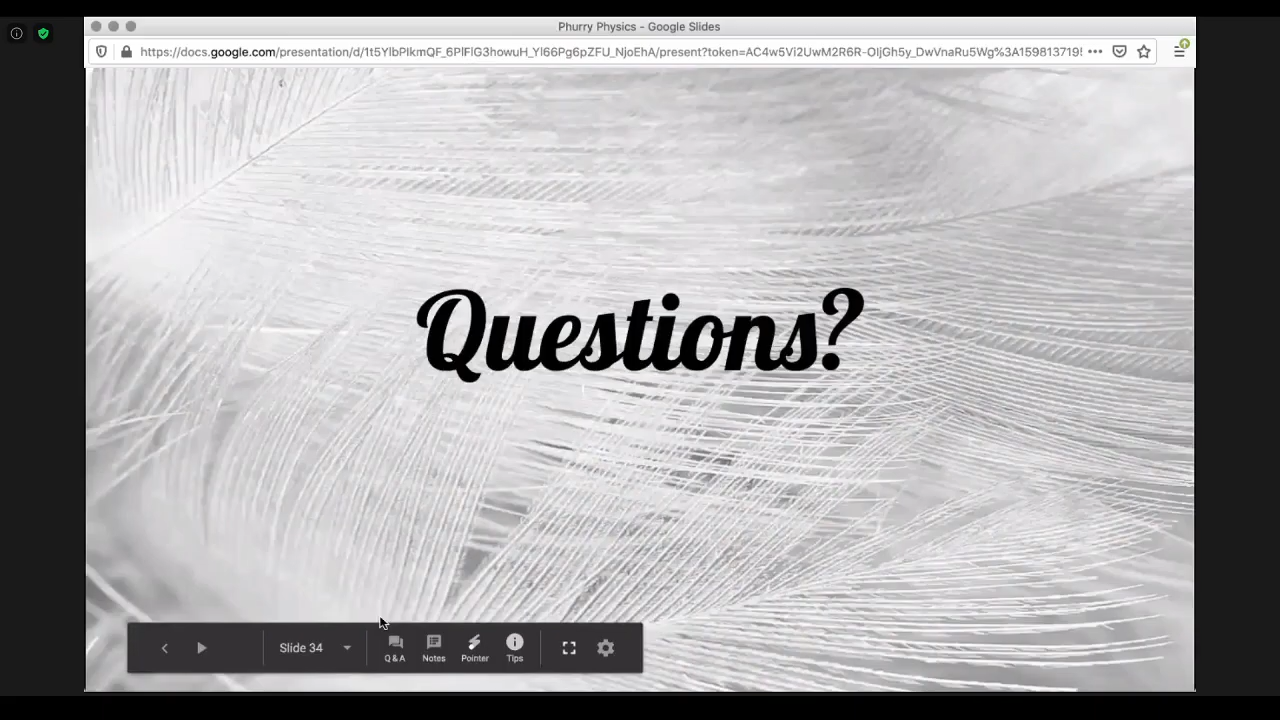 Phurry Physics - Google Slides
https://docs.google.com/presentation/d/1t5YlbPIkmQF_6PlFlG3howuH_Yl66Pg6pZFU_NjoEhA/present?token=AC4w5Vi2UwM2R6R-OIjGh5y_DwVnaRu5Wg%3A159813719!
Questions?
Slide 34
Q & A
Notes
Pointer
Tips